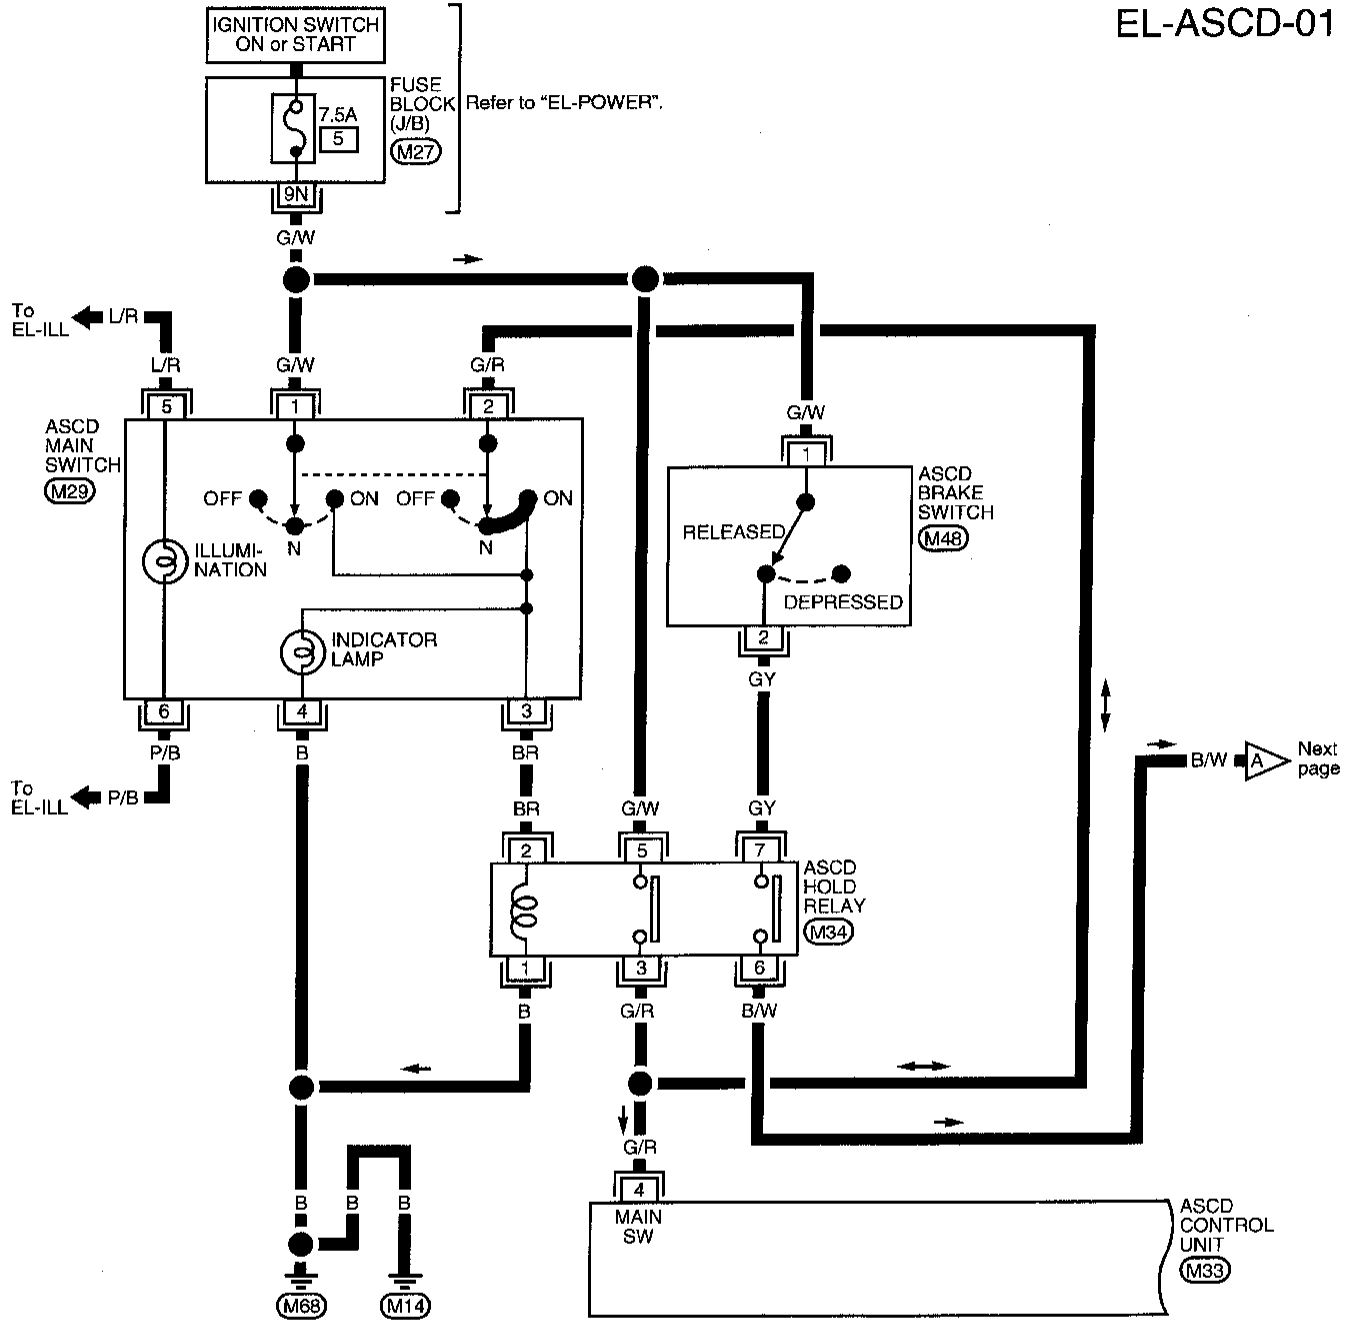 EL-ASCD-01
IGNITION SWITCH
ON or START
FUSE
BLOCK
(J/B)
M27
Refer to "EL-POWER".
7.5A
5
9N
G/W
To
EL-ILL
L/R
L/R
G/W
G/R
5
1
2
G/W
1
ASCD
MAIN
SWITCH
M29
OFF
ON
OFF
ON
N
N
ILLUMI-
NATION
INDICATOR
LAMP
ASCD
BRAKE
SWITCH
M48
RELEASED
DEPRESSED
2
GY
6
4
3
P/B
B
BR
To
EL-ILL
P/B
BR
G/W
GY
B/W
A
Next
page
2
5
7
ASCD
HOLD
RELAY
M34
1
3
6
B
G/R
B/W
G/R
4
MAIN
SW
B
B
B
M68
M14
ASCD
CONTROL
UNIT
M33